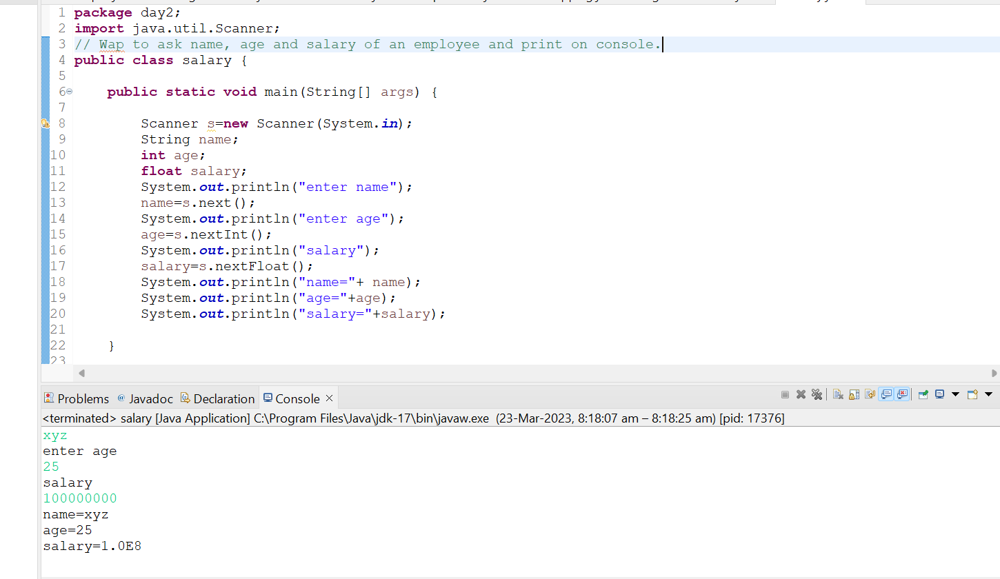 1 package day2;
2 import java.util.Scanner;
3 // Wap to ask name, age and salary of an employee and print on console.
4 public class salary {
5
6 public static void main(String[] args) {
7
8 Scanner s=new Scanner(System.in);
9 String name;
10 int age;
11 float salary;
12 System.out.println("enter name");
13 name=s.next();
14 System.out.println("enter age");
15 age=s.nextInt();
16 System.out.println("salary");
17 salary=s.nextFloat();
18 System.out.println("name="+ name);
19 System.out.println("age="+age);
20 System.out.println("salary="+salary);
21
22 }
23
Problems @ Javadoc Declaration Console ×
<terminated> salary [Java Application] C:\Program Files\Java\jdk-17\bin\javaw.exe (23-Mar-2023, 8:18:07 am – 8:18:25 am) [pid: 17376]
xyz
enter age
25
salary
100000000
name=xyz
age=25
salary=1.0E8